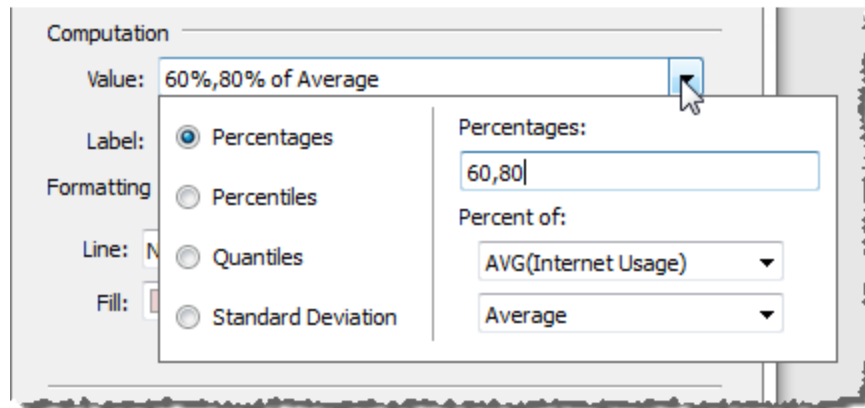 Computation
Value: 60%,80% of Average
Label:
Formatting
Line: N
Fill:
Percentages
Percentiles
Quantiles
Standard Deviation
Percentages:
60,80
Percent of:
AVG(Internet Usage)
Average